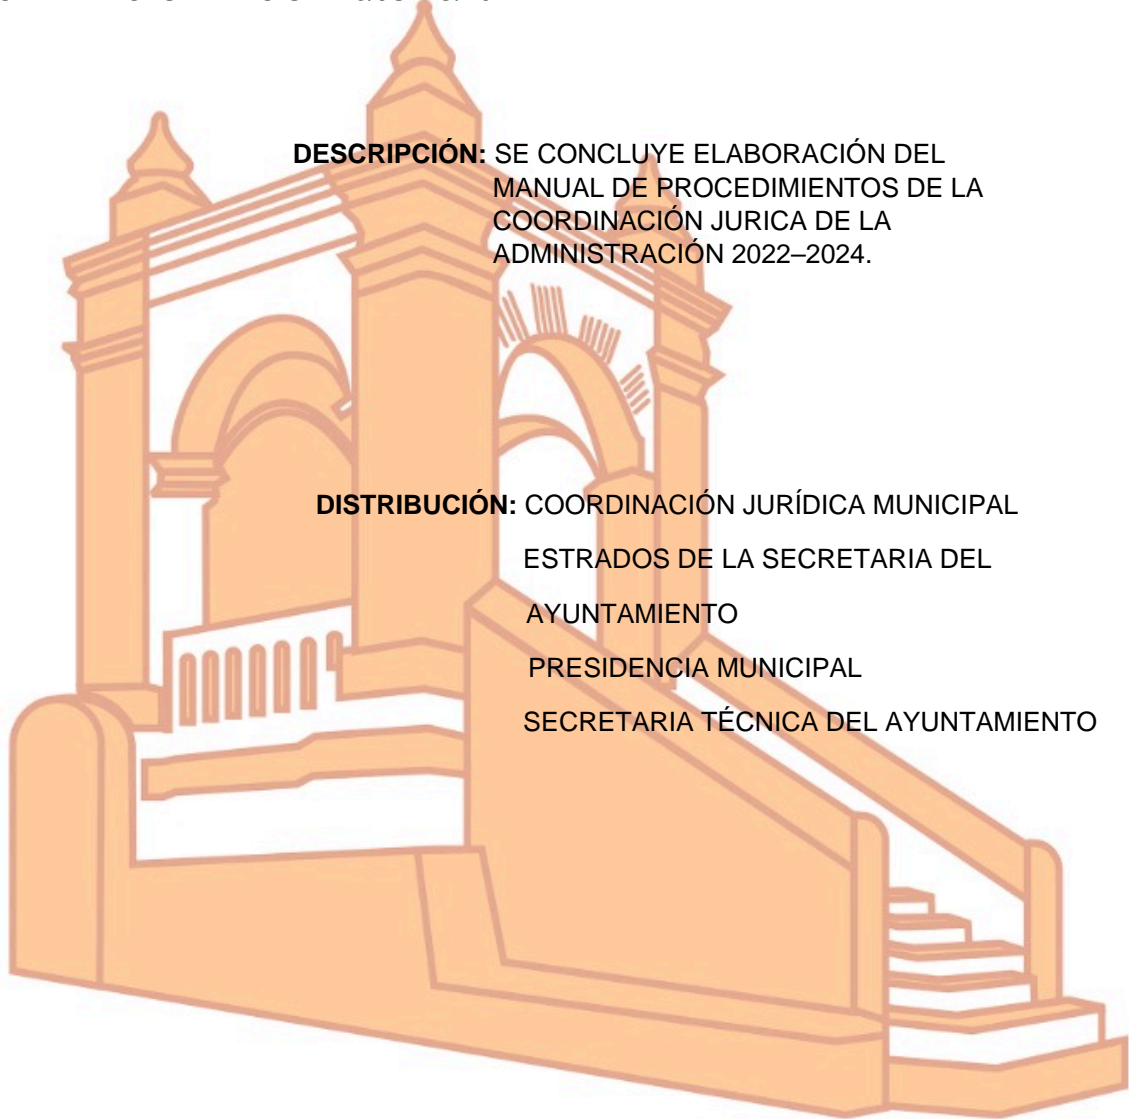 DESCRIPCIÓN: SE CONCLUYE ELABORACIÓN DEL
MANUAL DE PROCEDIMIENTOS DE LA
COORDINACIÓN JURICA DE LA
ADMINISTRACIÓN 2022–2024.
DISTRIBUCIÓN: COORDINACIÓN JURÍDICA MUNICIPAL
ESTRADOS DE LA SECRETARIA DEL
AYUNTAMIENTO
PRESIDENCIA MUNICIPAL
SECRETARIA TÉCNICA DEL AYUNTAMIENTO